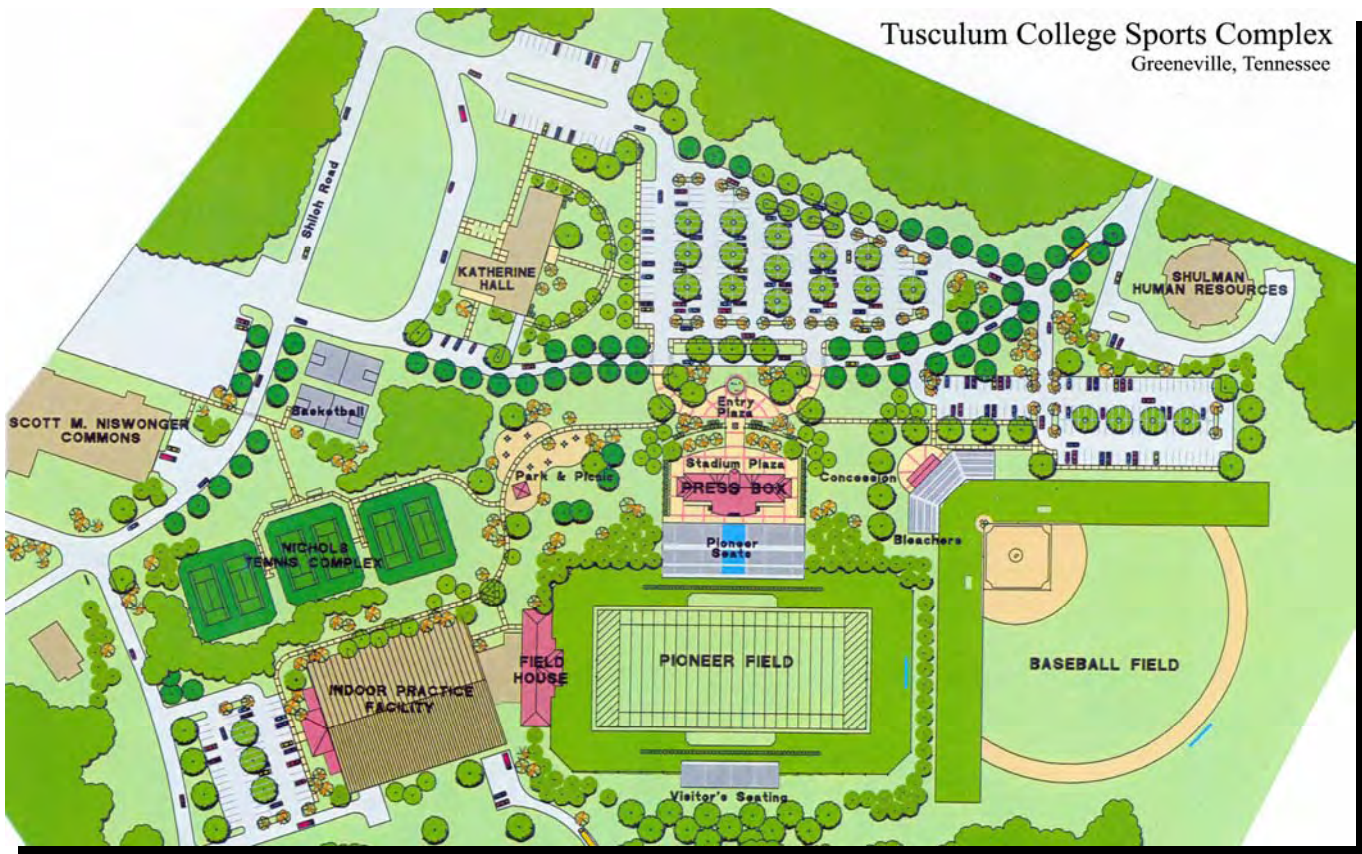 Tusculum College Sports Complex
Greeneville, Tennessee
Shiloh Road
KATHERINE
HALL
SHULMAN
HUMAN RESOURCES
SCOTT M. NISWONGER
COMMONS
Basketball
Entry
Plaza
Park & Picnic
Stadium Plaza
PRESS BOX
Concession
Pioneer
Seats
Bleachers
NICHOLS
TENNIS COMPLEX
FIELD
HOUSE
PIONEER FIELD
BASEBALL FIELD
INDOOR PRACTICE
FACILITY
Visitor's Seating